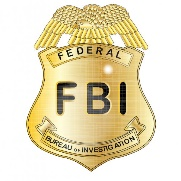 FEDERAL
FBI
BUREAU OF INVESTIGATION